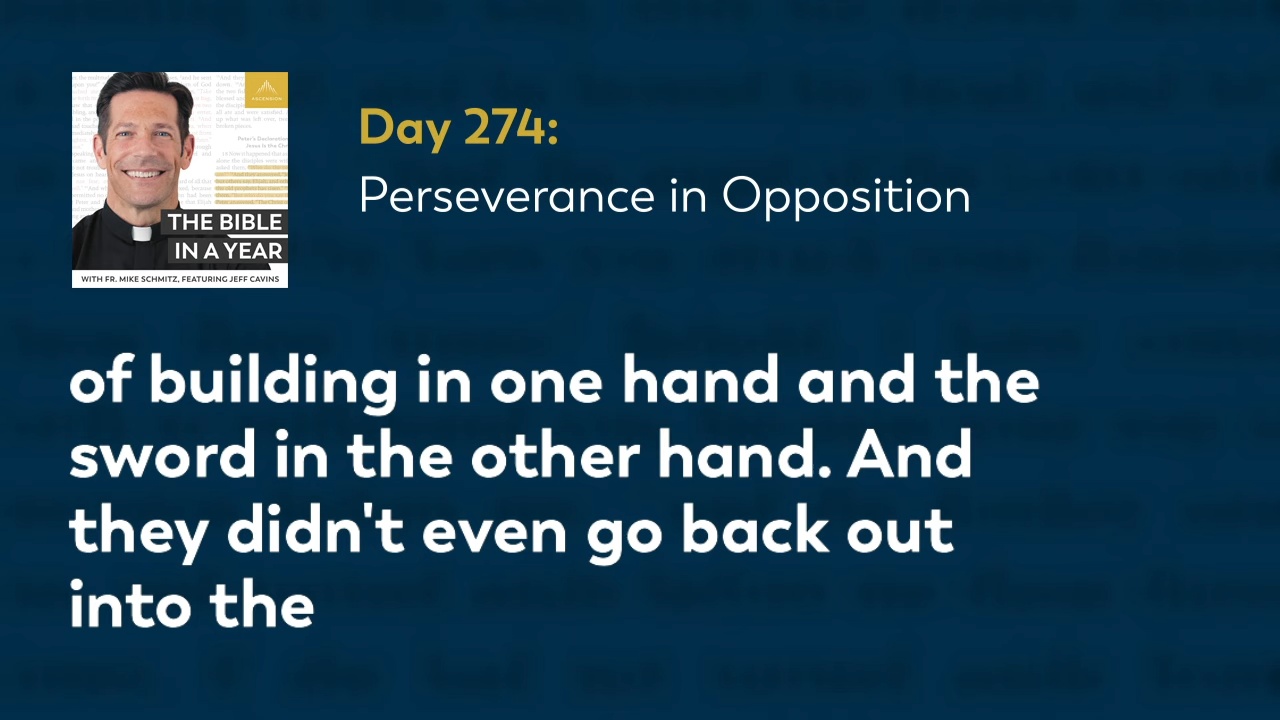 ASCENSION
THE BIBLE
IN A YEAR
WITH FR. MIKE SCHMITZ, FEATURING JEFF CAVINS
Day 274:
Perseverance in Opposition
of building in one hand and the
sword in the other hand. And
they didn't even go back out
into the